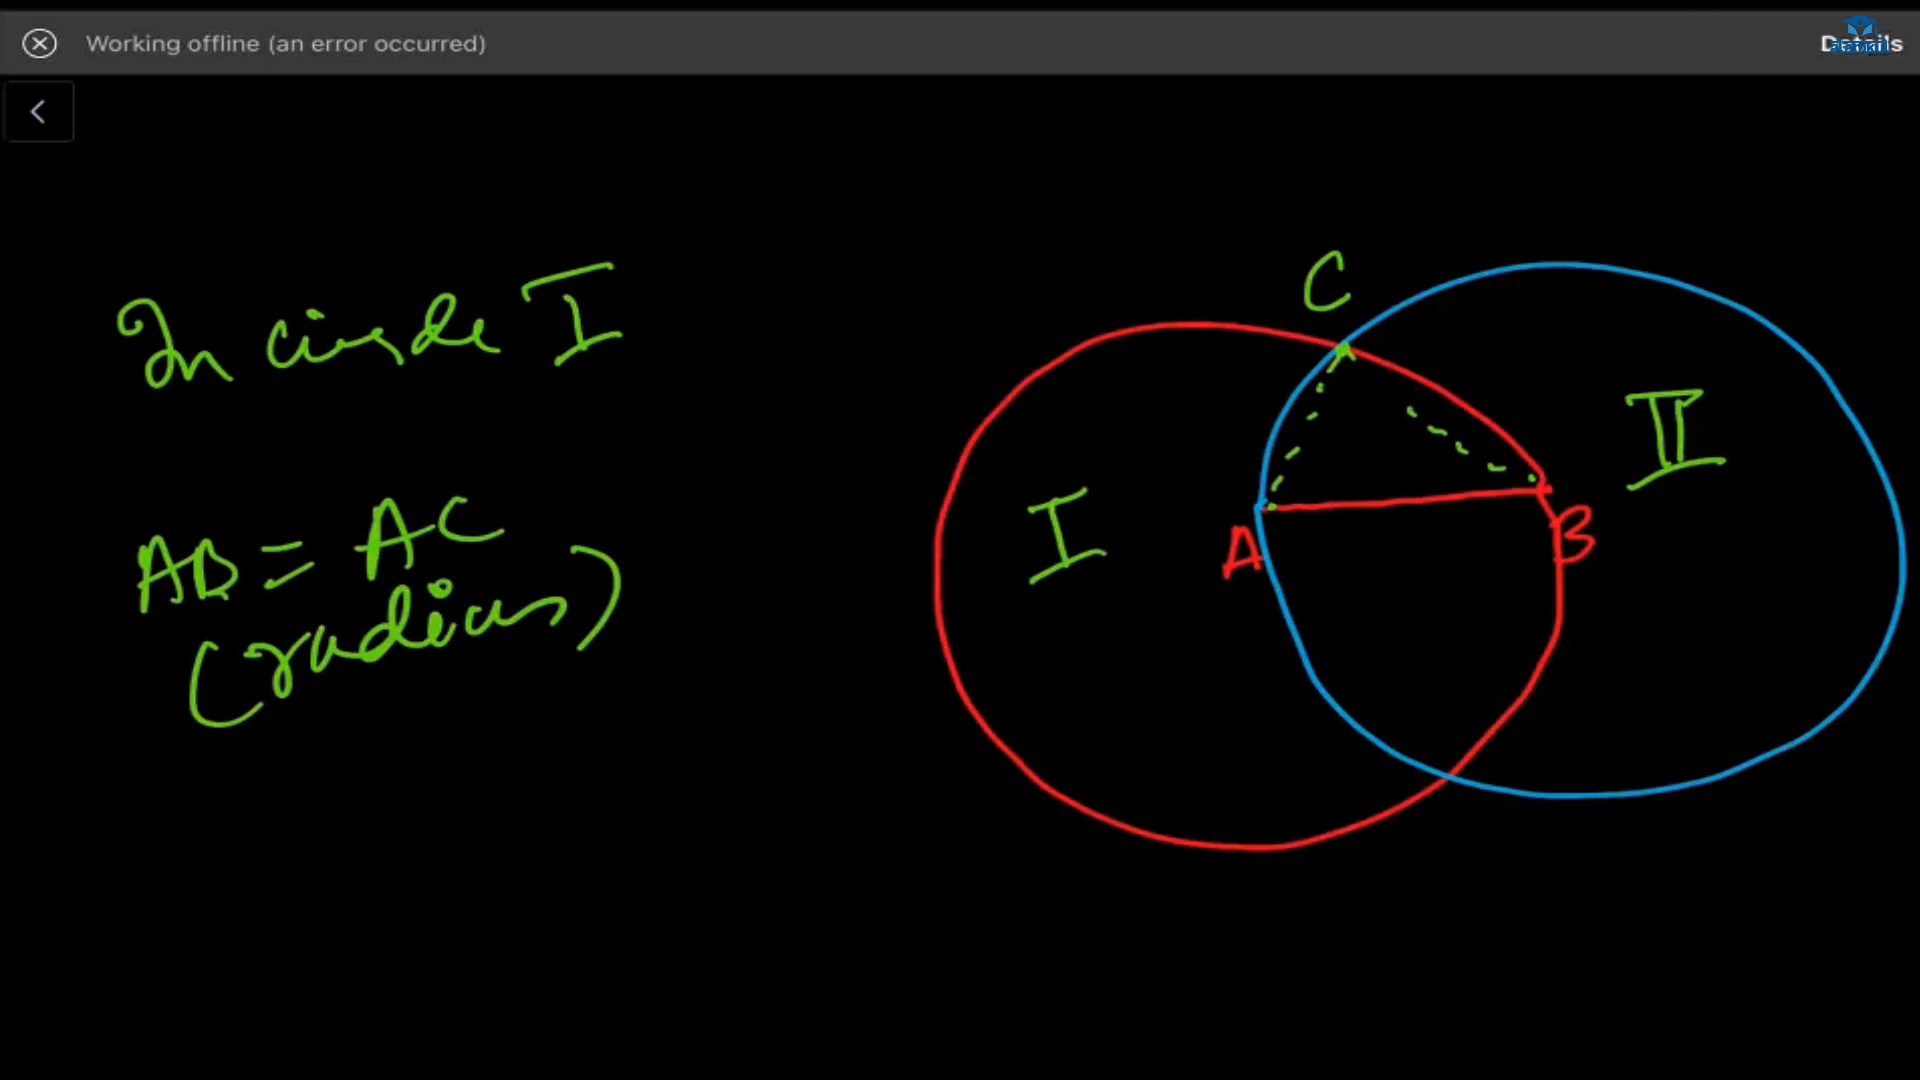 Working offline (an error occurred)
Details
In circle I
AB = AC
(radius)
C
I
II
A
B